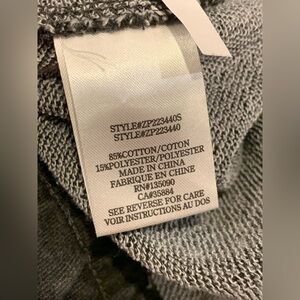 STYLE#ZP223440S
STYLE#ZP223440
85%COTTON/COTON
15%POLYESTER/POLYESTER
MADE IN CHINA
FABRIQUE EN CHINE
RN#135090
CA#35884
SEE REVERSE FOR CARE
VOIR INSTRUCTIONS AU DOS